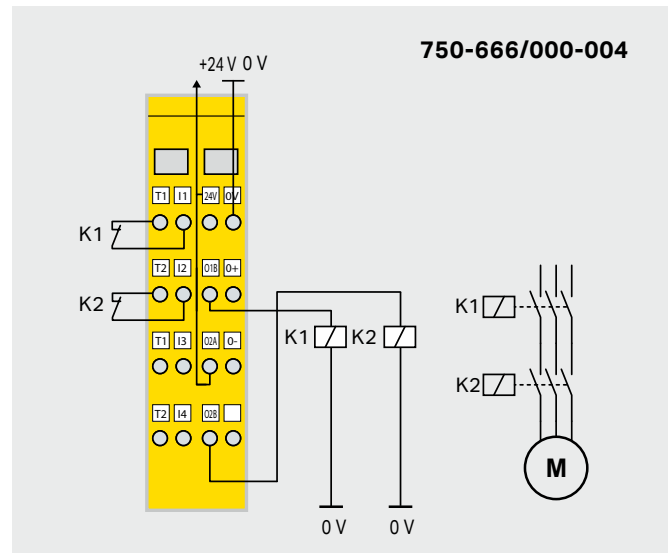 750-666/000-004
+24 V 0 V
T1 I1 24V 0V
K1
T2 I2 O1B 0+
K2
T1 I3 O2A 0-
K1 K2
T2 I4 O2B
0 V 0 V
K1
K2
M